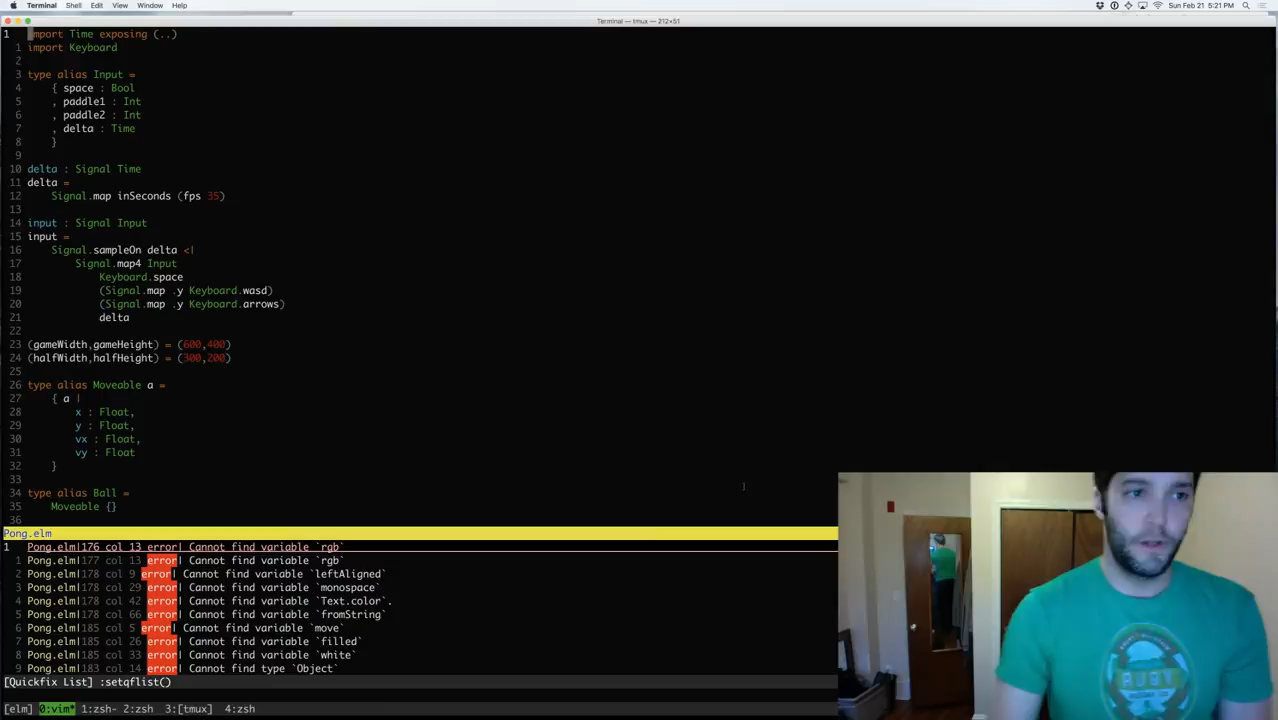 Terminal Shell Edit View Window Help Sun Feb 21 5:21 PM
Terminal — tmux — 212×51
1 import Time exposing (..)
1 import Keyboard
2
3 type alias Input =
4 { space : Bool
5 , paddle1 : Int
6 , paddle2 : Int
7 , delta : Time
8 }
9
10 delta : Signal Time
11 delta =
12 Signal.map inSeconds (fps 35)
13
14 input : Signal Input
15 input =
16 Signal.sampleOn delta <|
17 Signal.map4 Input
18 Keyboard.space
19 (Signal.map .y Keyboard.wasd)
20 (Signal.map .y Keyboard.arrows)
21 delta
22
23 (gameWidth,gameHeight) = (600,400)
24 (halfWidth,halfHeight) = (300,200)
25
26 type alias Moveable a =
27 { a |
28 x : Float,
29 y : Float,
30 vx : Float,
31 vy : Float
32 }
33
34 type alias Ball =
35 Moveable {}
36
Pong.elm
1 Pong.elm|176 col 13 error| Cannot find variable `rgb`
1 Pong.elm|177 col 13 error| Cannot find variable `rgb`
2 Pong.elm|178 col 9 error| Cannot find variable `leftAligned`
3 Pong.elm|178 col 29 error| Cannot find variable `monospace`
4 Pong.elm|178 col 42 error| Cannot find variable `Text.color`.
5 Pong.elm|178 col 66 error| Cannot find variable `fromString`
6 Pong.elm|185 col 5 error| Cannot find variable `move`
7 Pong.elm|185 col 26 error| Cannot find variable `filled`
8 Pong.elm|185 col 33 error| Cannot find variable `white`
9 Pong.elm|183 col 14 error| Cannot find type `Object`
[Quickfix List] :setqflist()
[elm] 0:vim* 1:zsh- 2:zsh 3:[tmux] 4:zsh
RUBY